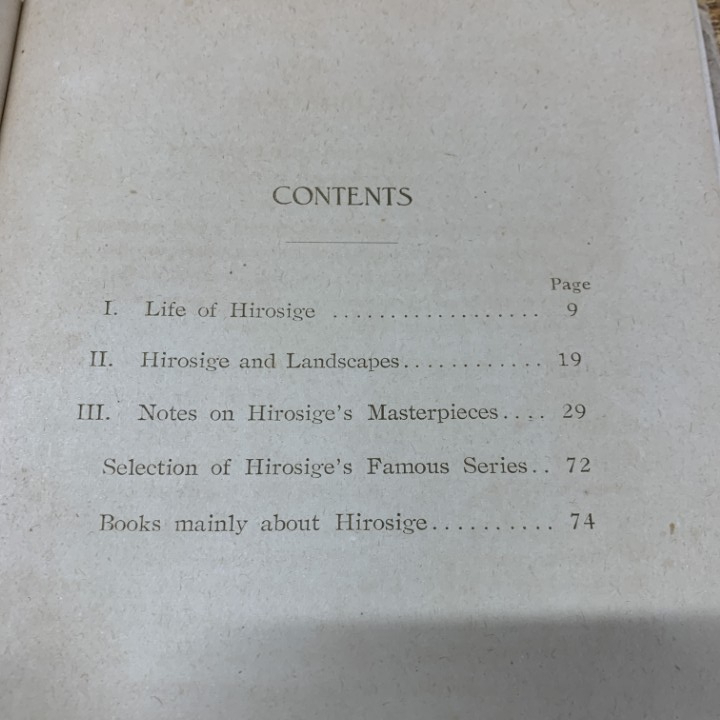 CONTENTS
Page
I. Life of Hirosige .................. 9
II. Hirosige and Landscapes............ 19
III. Notes on Hirosige's Masterpieces.... 29
Selection of Hirosige's Famous Series.. 72
Books mainly about Hirosige.......... 74